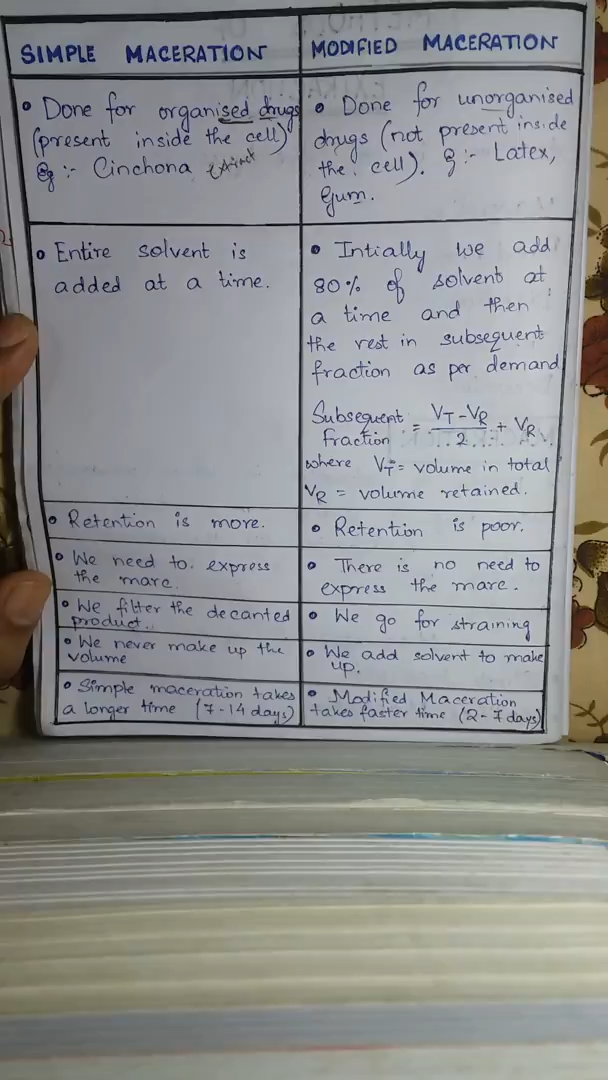 SIMPLE MACERATION
MODIFIED MACERATION
• Done for organised drugs
(present inside the cell)
Eg :- Cinchona extract
• Done for unorganised
drugs (not present inside
the cell). Eg :- Latex,
Gum.
• Entire solvent is
added at a time.
• Intially we add
80% of solvent at
a time and then
the rest in subsequent
fraction as per demand
Subsequent fraction = VT-VR/2 + VR
where VT = volume in total
VR = volume retained.
• Retention is more.
• Retention is poor.
• We need to express
the marc.
• There is no need to
express the marc.
• We filter the decanted
product.
• We go for straining
• We never make up the
volume
• We add solvent to make
up.
• Simple maceration takes
a longer time (7-14 days)
• Modified Maceration
takes faster time (2-7 days)